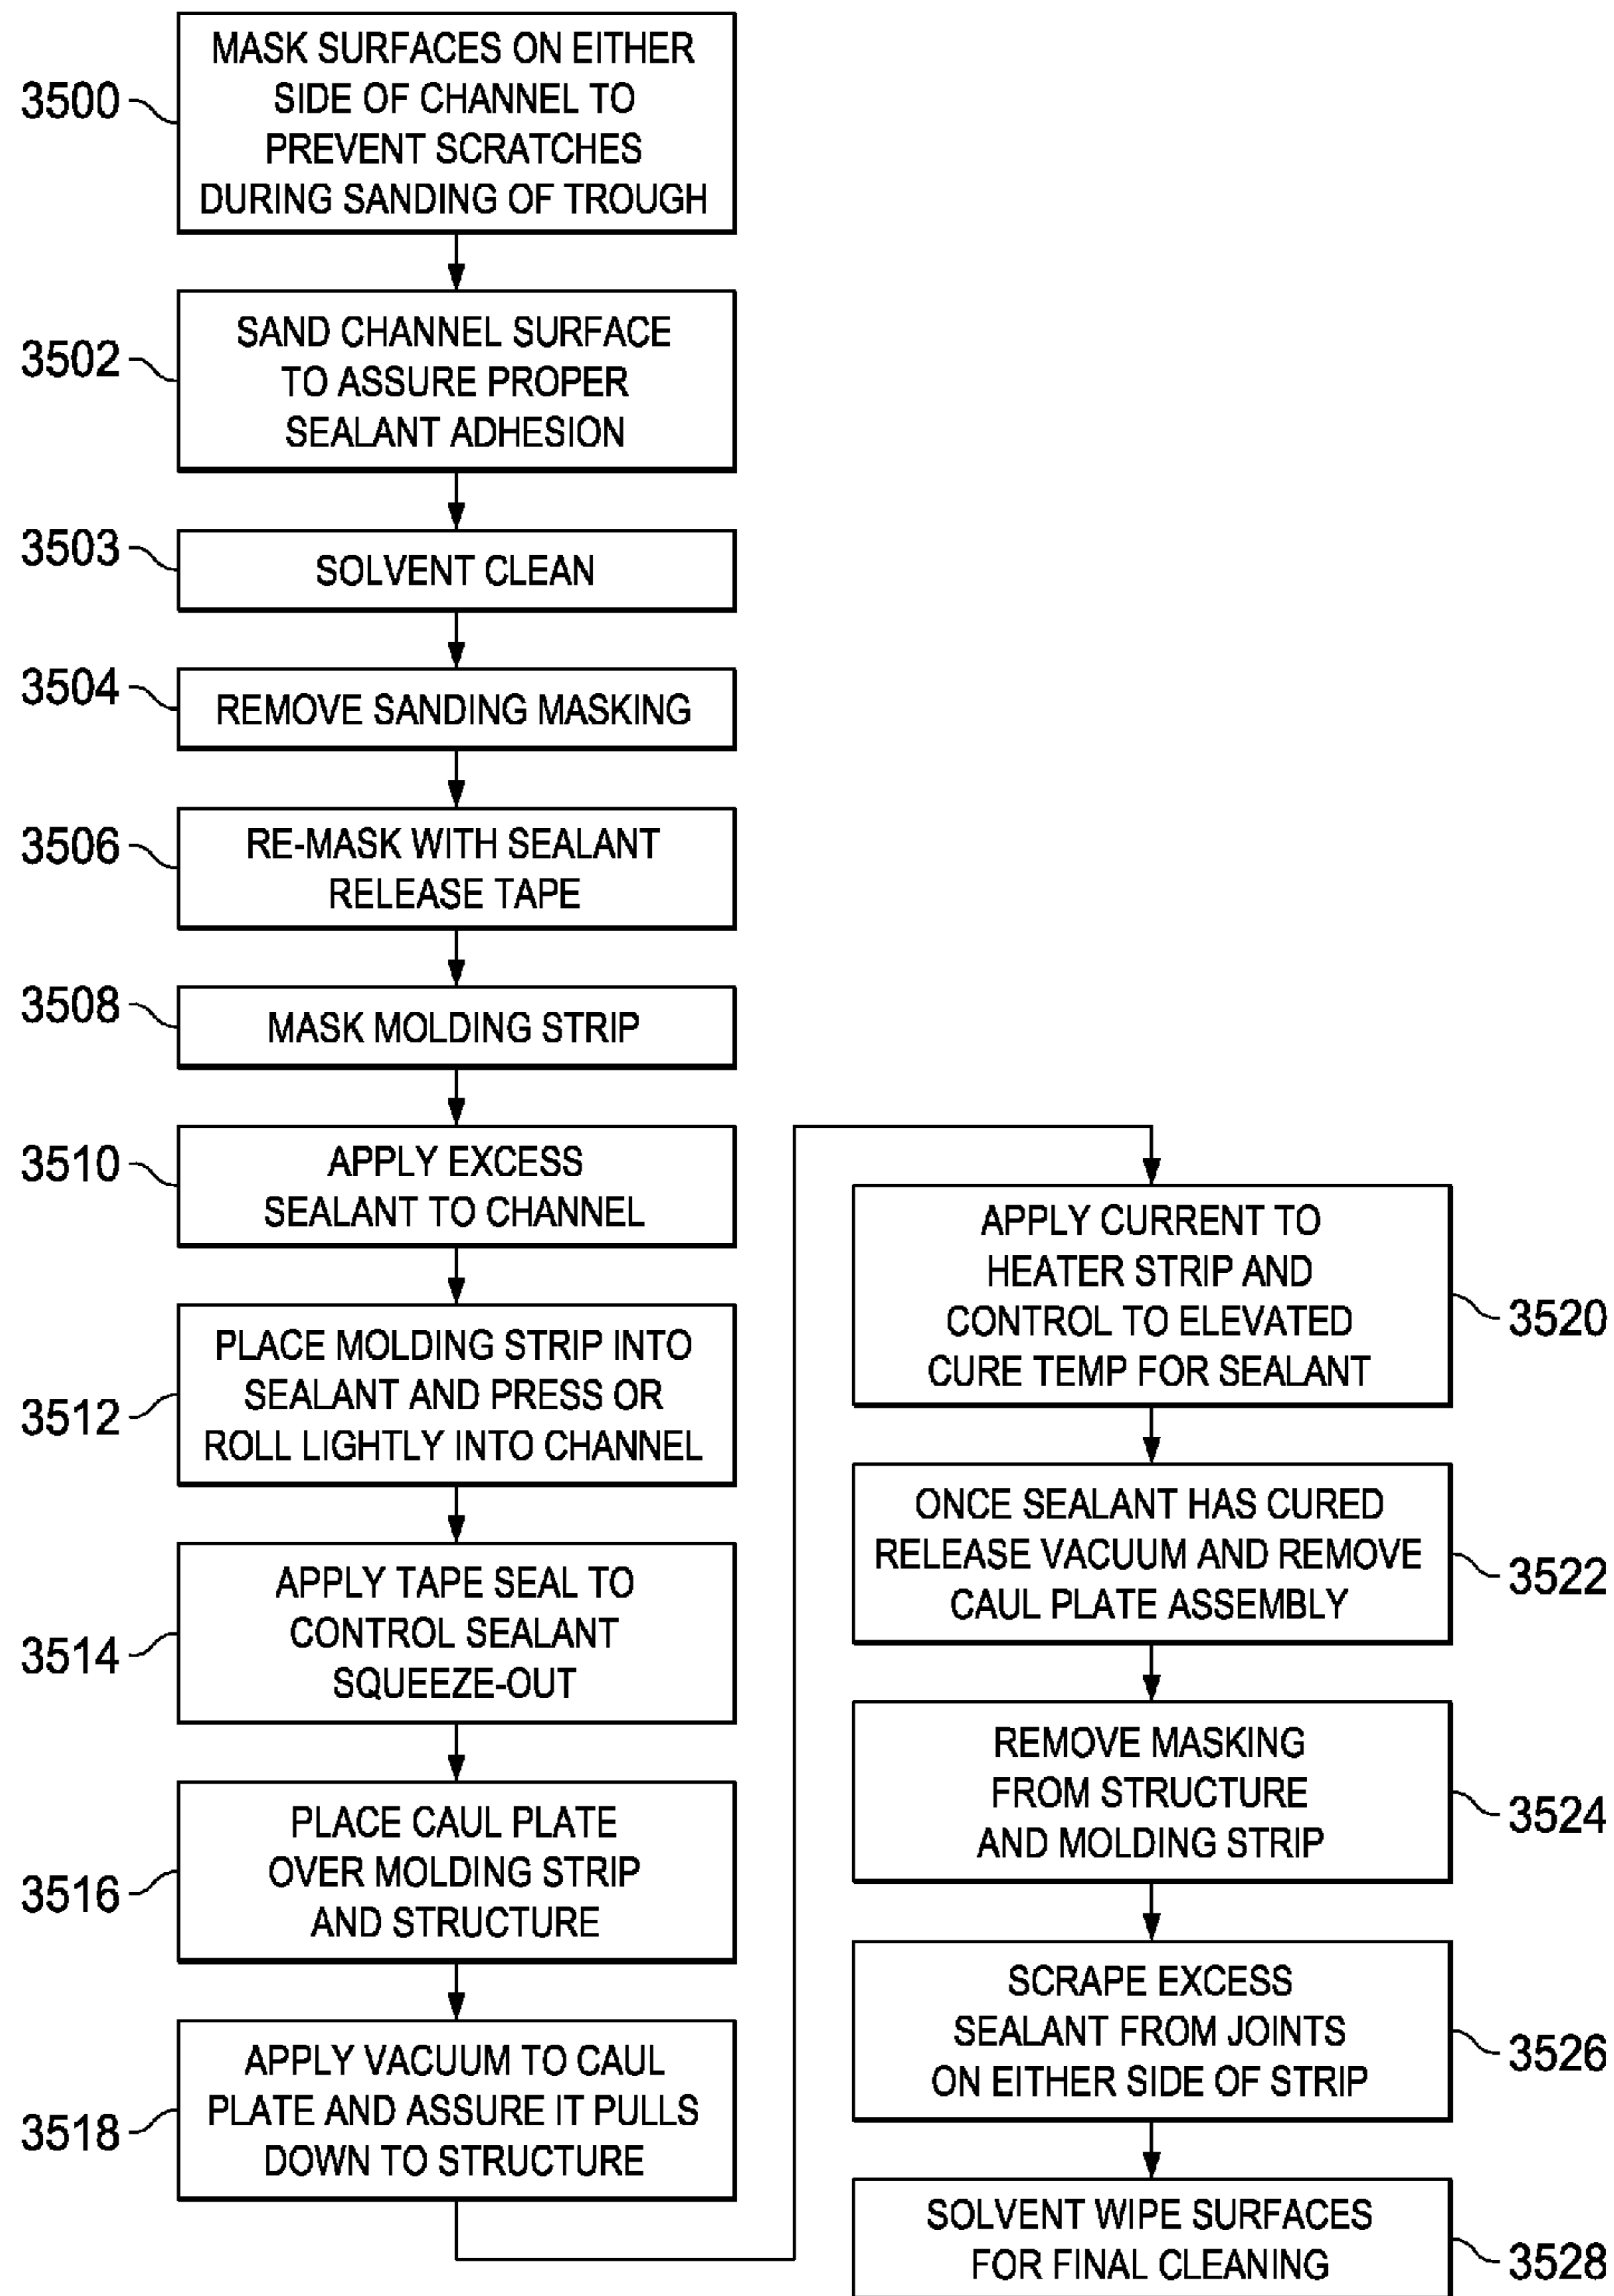 3500
MASK SURFACES ON EITHER
SIDE OF CHANNEL TO
PREVENT SCRATCHES
DURING SANDING OF TROUGH
3502
SAND CHANNEL SURFACE
TO ASSURE PROPER
SEALANT ADHESION
3503
SOLVENT CLEAN
3504
REMOVE SANDING MASKING
3506
RE-MASK WITH SEALANT
RELEASE TAPE
3508
MASK MOLDING STRIP
3510
APPLY EXCESS
SEALANT TO CHANNEL
3512
PLACE MOLDING STRIP INTO
SEALANT AND PRESS OR
ROLL LIGHTLY INTO CHANNEL
3514
APPLY TAPE SEAL TO
CONTROL SEALANT
SQUEEZE-OUT
3516
PLACE CAUL PLATE
OVER MOLDING STRIP
AND STRUCTURE
3518
APPLY VACUUM TO CAUL
PLATE AND ASSURE IT PULLS
DOWN TO STRUCTURE
APPLY CURRENT TO
HEATER STRIP AND
CONTROL TO ELEVATED
CURE TEMP FOR SEALANT
3520
ONCE SEALANT HAS CURED
RELEASE VACUUM AND REMOVE
CAUL PLATE ASSEMBLY
3522
REMOVE MASKING
FROM STRUCTURE
AND MOLDING STRIP
3524
SCRAPE EXCESS
SEALANT FROM JOINTS
ON EITHER SIDE OF STRIP
3526
SOLVENT WIPE SURFACES
FOR FINAL CLEANING
3528